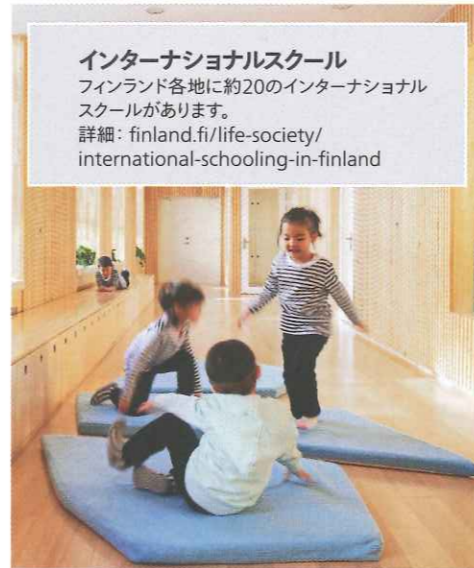 インターナショナルスクール
フィンランド各地に約20のインターナショナル
スクールがあります。
詳細: finland.fi/life-society/
international-schooling-in-finland